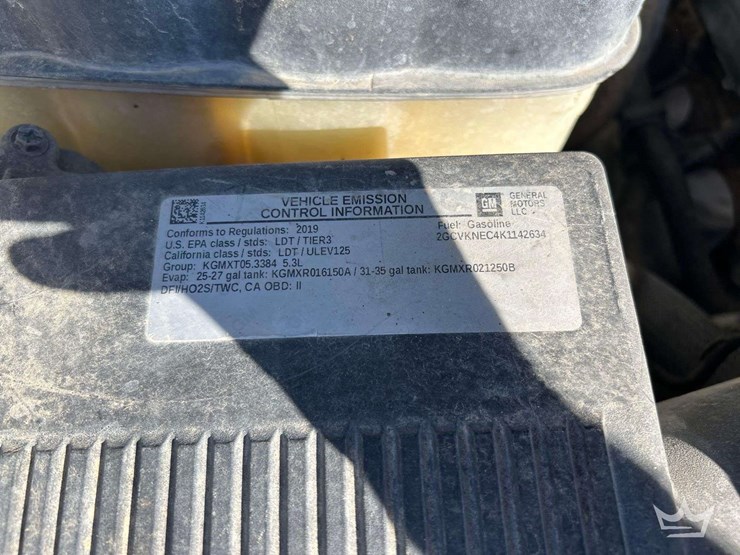 VEHICLE EMISSION
CONTROL INFORMATION
GM
GENERAL
MOTORS
LLC.
Conforms to Regulations: 2019
Fuel: Gasoline
U.S. EPA class / stds: LDT / TIER3
2GCVKNEC4K1142634
California class / stds: LDT / ULEV125
Group: KGMXT05.3384 5.3L
Evap: 25-27 gal tank: KGMXR016150A / 31-35 gal tank: KGMXR021250B
DFI/HO2S/TWC, CA OBD: II